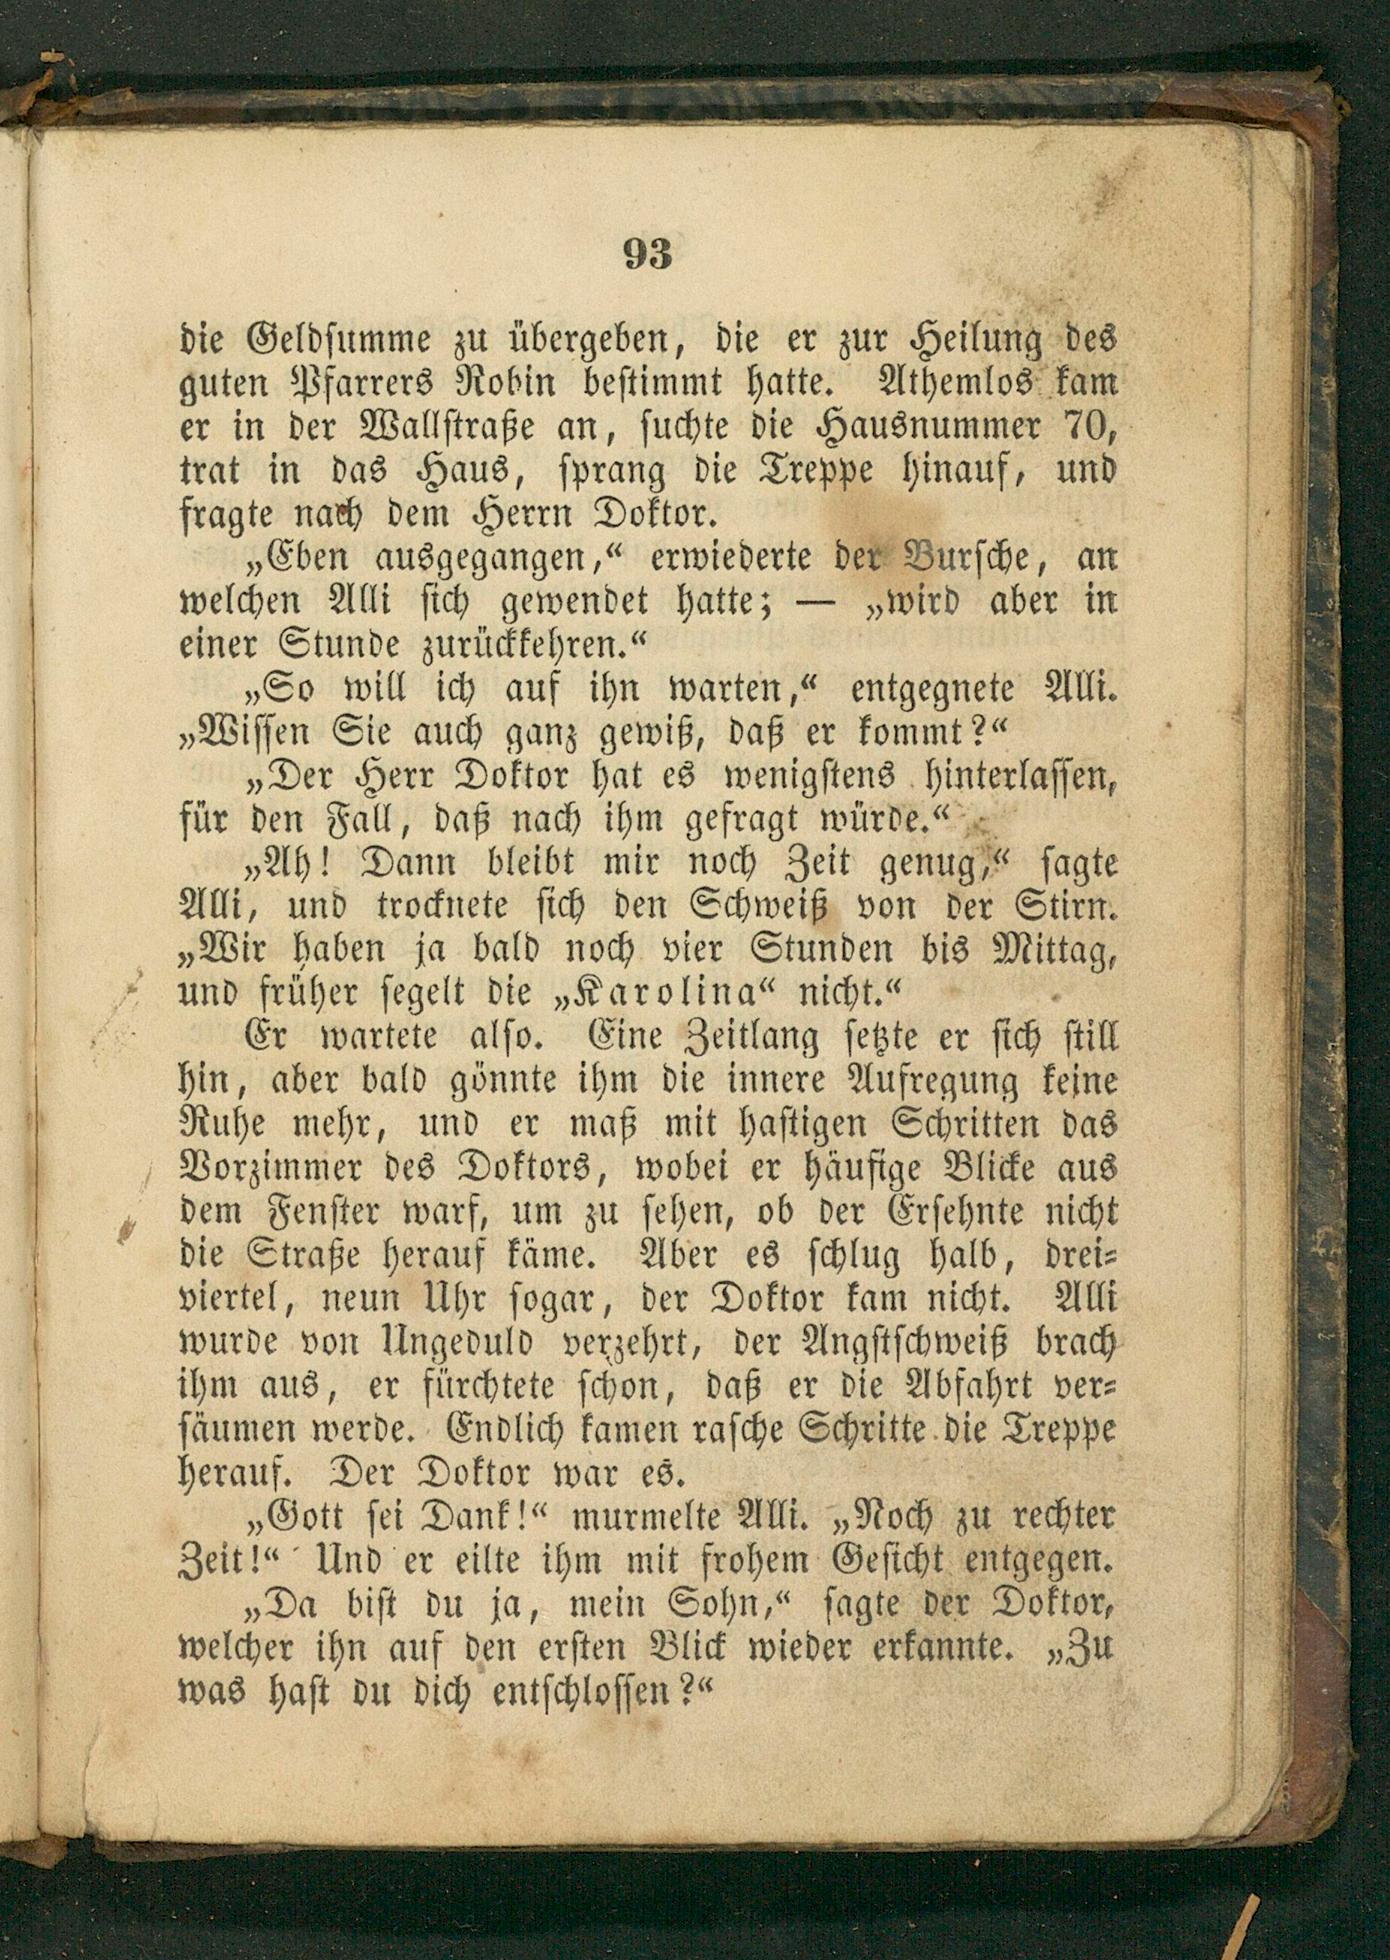 93
die Geldsumme zu übergeben, die er zur Heilung des
guten Pfarrers Robin bestimmt hatte. Athemlos kam
er in der Wallstraße an, suchte die Hausnummer 70,
trat in das Haus, sprang die Treppe hinauf, und
fragte nach dem Herrn Doktor.
„Eben ausgegangen,“ erwiederte der Bursche, an
welchen Alli sich gewendet hatte; — „wird aber in
einer Stunde zurückkehren.“
„So will ich auf ihn warten,“ entgegnete Alli.
„Wissen Sie auch ganz gewiß, daß er kommt?“
„Der Herr Doktor hat es wenigstens hinterlassen,
für den Fall, daß nach ihm gefragt würde.“
„Ah! Dann bleibt mir noch Zeit genug,“ sagte
Alli, und trocknete sich den Schweiß von der Stirn.
„Wir haben ja bald noch vier Stunden bis Mittag,
und früher segelt die „Karolina“ nicht.“
Er wartete also. Eine Zeitlang setzte er sich still
hin, aber bald gönnte ihm die innere Aufregung keine
Ruhe mehr, und er maß mit hastigen Schritten das
Vorzimmer des Doktors, wobei er häufige Blicke aus
dem Fenster warf, um zu sehen, ob der Ersehnte nicht
die Straße herauf käme. Aber es schlug halb, drei-
viertel, neun Uhr sogar, der Doktor kam nicht. Alli
wurde von Ungeduld verzehrt, der Angstschweiß brach
ihm aus, er fürchtete schon, daß er die Abfahrt ver-
säumen werde. Endlich kamen rasche Schritte die Treppe
herauf. Der Doktor war es.
„Gott sei Dank!“ murmelte Alli. „Noch zu rechter
Zeit!“ Und er eilte ihm mit frohem Gesicht entgegen.
„Da bist du ja, mein Sohn,“ sagte der Doktor,
welcher ihn auf den ersten Blick wieder erkannte. „Zu
was hast du dich entschlossen?“